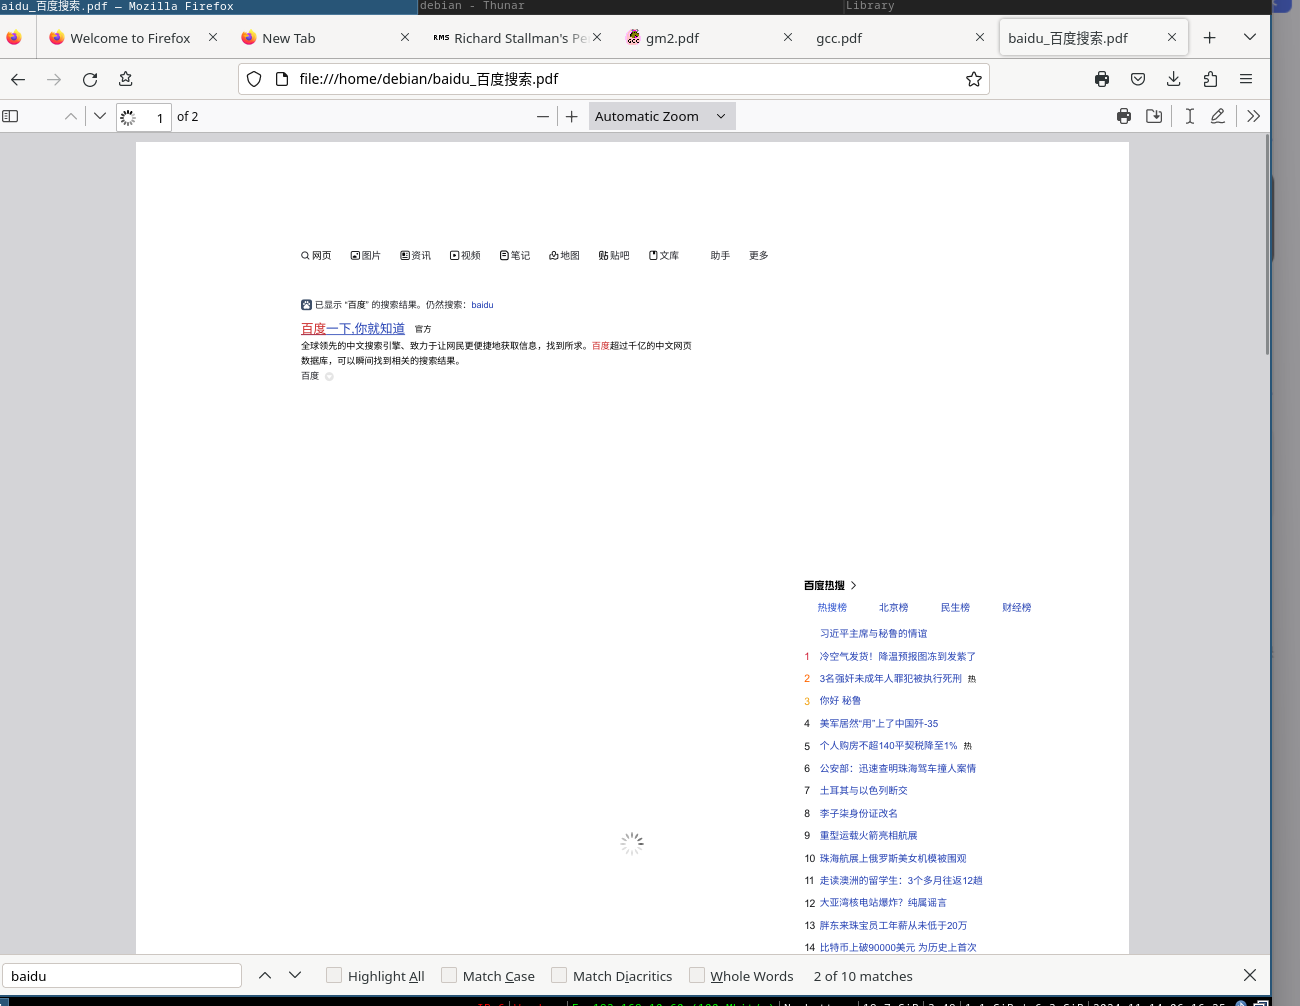 aidu_百度搜索.pdf — Mozilla Firefox
debian - Thunar
Library
Welcome to Firefox
New Tab
RMS Richard Stallman's Pe
gm2.pdf
gcc.pdf
baidu_百度搜索.pdf
file:///home/debian/baidu_百度搜索.pdf
1 of 2
Automatic Zoom
网页 图片 资讯 视频 笔记 地图 贴吧 文库 助手 更多
已显示 “百度” 的搜索结果。仍然搜索：baidu
百度一下,你就知道 官方
全球领先的中文搜索引擎、致力于让网民更便捷地获取信息，找到所求。百度超过千亿的中文网页
数据库，可以瞬间找到相关的搜索结果。
百度
百度热搜
热搜榜 北京榜 民生榜 财经榜
习近平主席与秘鲁的情谊
1 冷空气发货！降温预报图冻到发紫了
2 3名强奸未成年人罪犯被执行死刑 热
3 你好 秘鲁
4 美军居然“用”上了中国歼-35
5 个人购房不超140平契税降至1% 热
6 公安部：迅速查明珠海驾车撞人案情
7 土耳其与以色列断交
8 李子柒身份证改名
9 重型运载火箭亮相航展
10 珠海航展上俄罗斯美女机模被围观
11 走读澳洲的留学生：3个多月往返12趟
12 大亚湾核电站爆炸？纯属谣言
13 胖东来珠宝员工年薪从未低于20万
14 比特币上破90000美元 为历史上首次
baidu
Highlight All
Match Case
Match Diacritics
Whole Words
2 of 10 matches